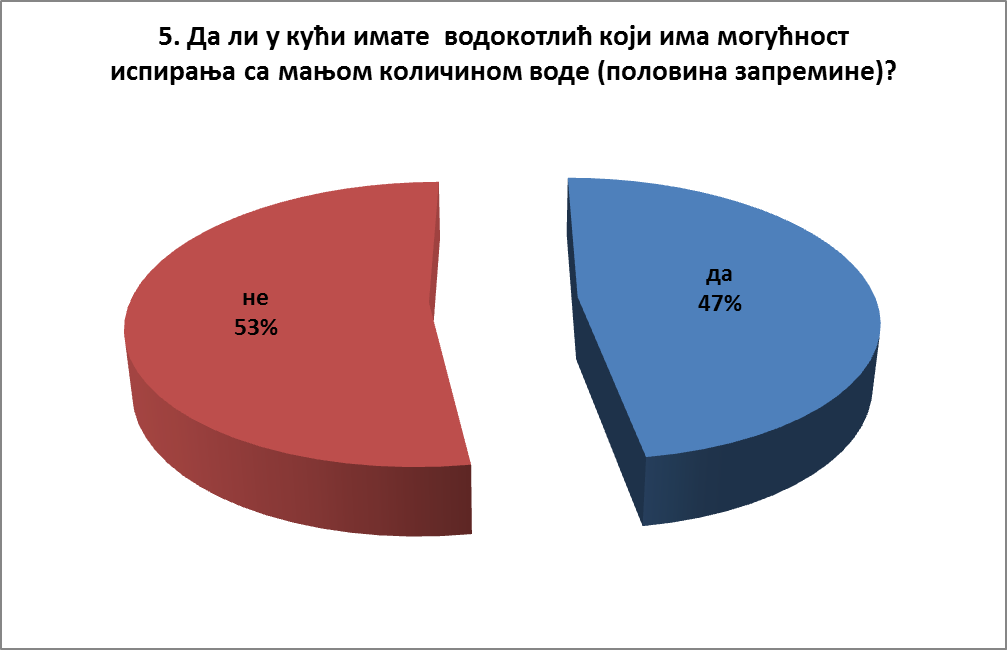 5. Да ли у кући имате  водокотлић који има могућност
испирања са мањом количином воде (половина запремине)?
не
53%
да
47%